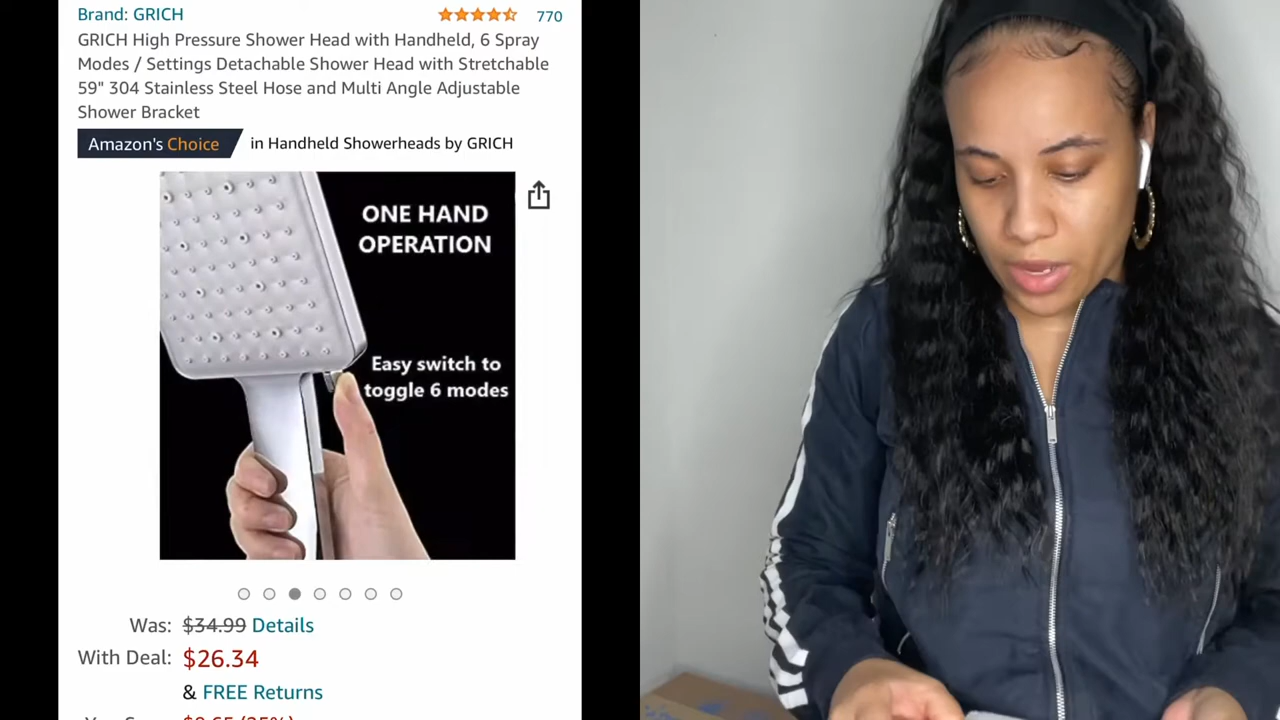 Brand: GRICH
770
GRICH High Pressure Shower Head with Handheld, 6 Spray
Modes / Settings Detachable Shower Head with Stretchable
59" 304 Stainless Steel Hose and Multi Angle Adjustable
Shower Bracket
Amazon's Choice in Handheld Showerheads by GRICH
ONE HAND
OPERATION
Easy switch to
toggle 6 modes
Was: $34.99 Details
With Deal: $26.34
& FREE Returns